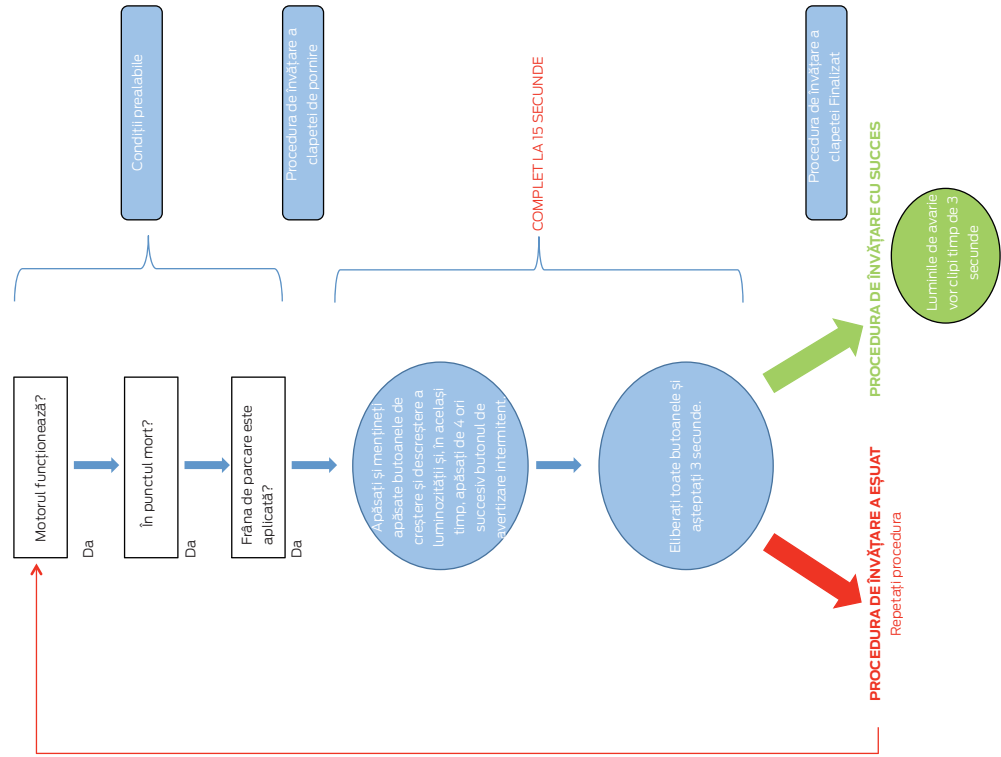 Motorul funcționează?
Da
În punctul mort?
Da
Frâna de parcare este
aplicată?
Da
Condiții prealabile
Procedura de învățare a
clapetei de pornire
Apăsați și mențineți
apăsate butoanele de
creștere și descreștere a
luminozității și, în același
timp, apăsați de 4 ori
succesiv butonul de
avertizare intermitent.
Eliberați toate butoanele și
așteptați 3 secunde.
COMPLET LA 15 SECUNDE
Procedura de învățare a
clapetei Finalizat
PROCEDURA DE ÎNVĂȚARE A EȘUAT
Repetați procedura
PROCEDURA DE ÎNVĂȚARE CU SUCCES
Luminile de avarie
vor clipi timp de 3
secunde